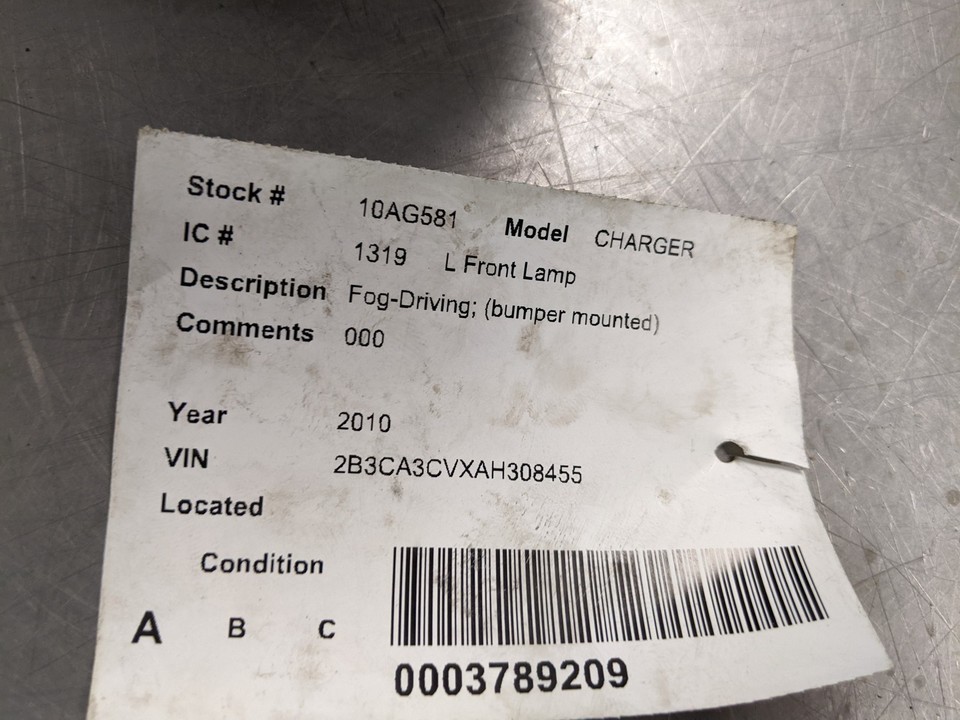 Stock # 10AG581 Model CHARGER
IC # 1319 L Front Lamp
Description Fog-Driving; (bumper mounted)
Comments 000
Year 2010
VIN 2B3CA3CVXAH308455
Located
Condition
A B C
0003789209